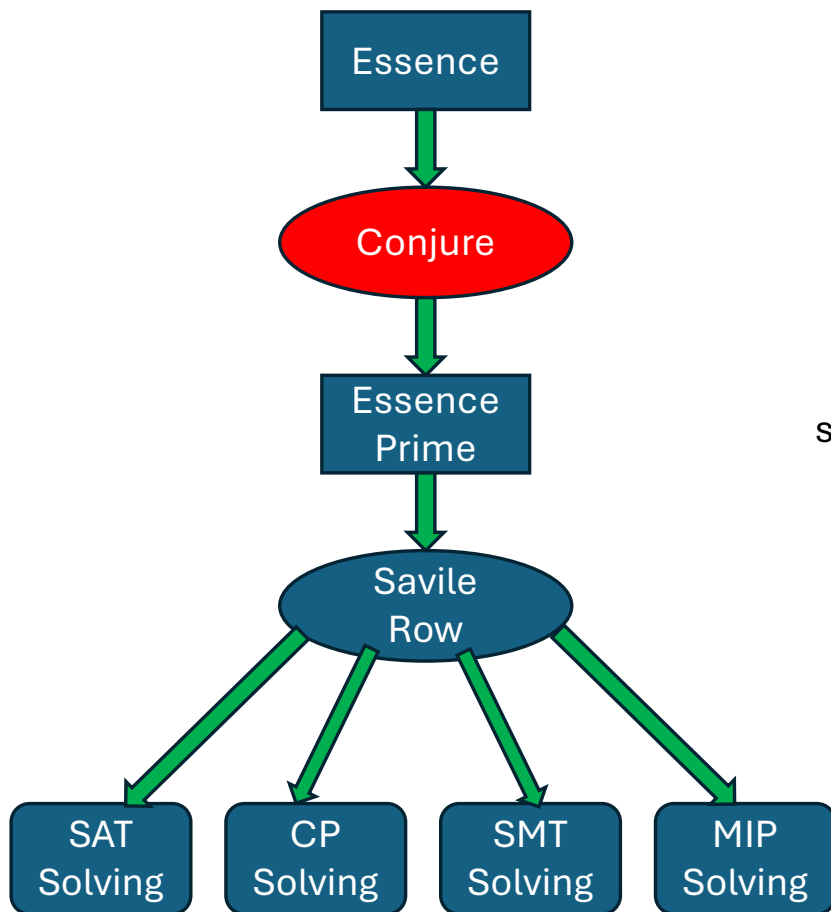 Essence
Conjure
Essence
Prime
s
Savile
Row
SAT
Solving
CP
Solving
SMT
Solving
MIP
Solving